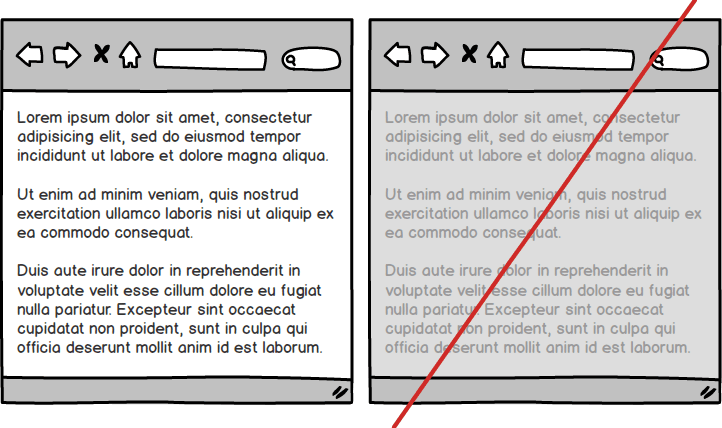 Lorem ipsum dolor sit amet, consectetur
adipisicing elit, sed do eiusmod tempor
incididunt ut labore et dolore magna aliqua.
Ut enim ad minim veniam, quis nostrud
exercitation ullamco laboris nisi ut aliquip ex
ea commodo consequat.
Duis aute irure dolor in reprehenderit in
voluptate velit esse cillum dolore eu fugiat
nulla pariatur. Excepteur sint occaecat
cupidatat non proident, sunt in culpa qui
officia deserunt mollit anim id est laborum.
Lorem ipsum dolor sit amet, consectetur
adipisicing elit, sed do eiusmod tempor
incididunt ut labore et dolore magna aliqua.
Ut enim ad minim veniam, quis nostrud
exercitation ullamco laboris nisi ut aliquip ex
ea commodo consequat.
Duis aute irure dolor in reprehenderit in
voluptate velit esse cillum dolore eu fugiat
nulla pariatur. Excepteur sint occaecat
cupidatat non proident, sunt in culpa qui
officia deserunt mollit anim id est laborum.